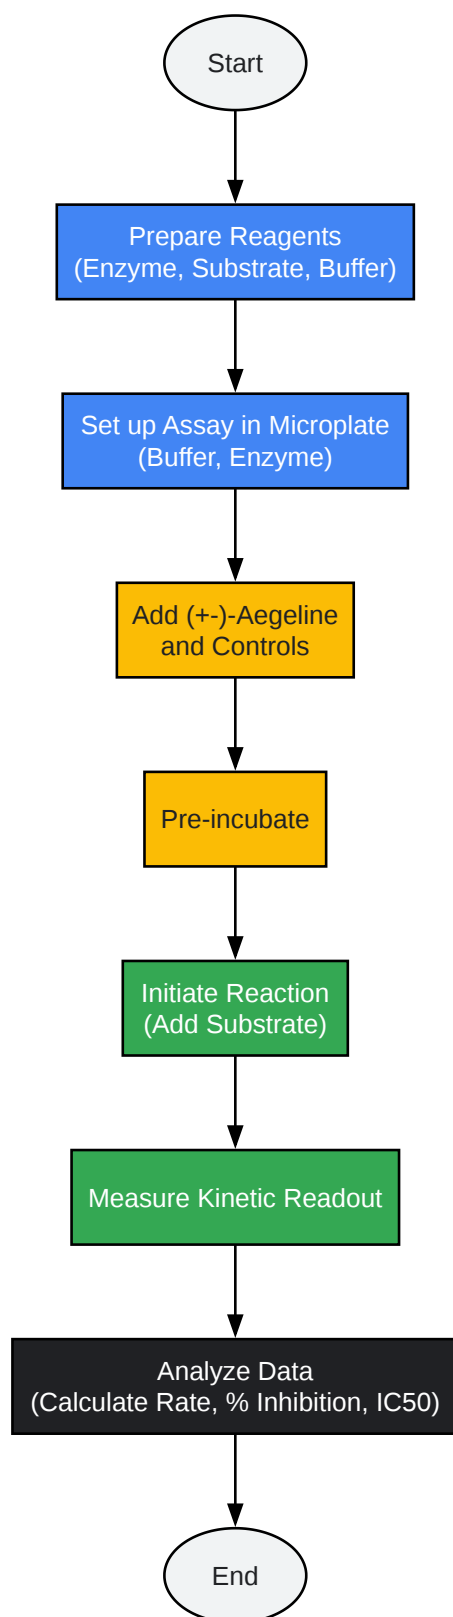 Start
Prepare Reagents
(Enzyme, Substrate, Buffer)
Set up Assay in Microplate
(Buffer, Enzyme)
Add (+-)-Aegeline
and Controls
Pre-incubate
Initiate Reaction
(Add Substrate)
Measure Kinetic Readout
Analyze Data
(Calculate Rate, % Inhibition, IC50)
End